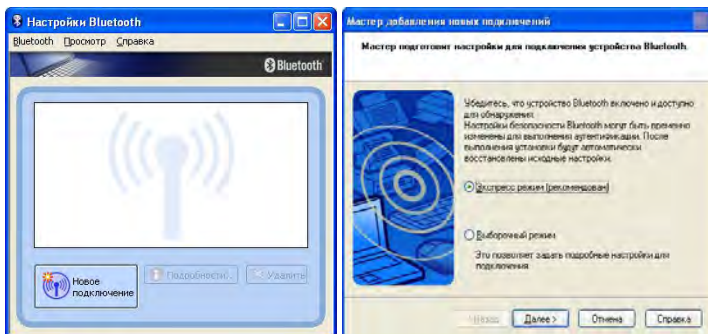 Настройки Bluetooth
Bluetooth Просмотр Справка
Bluetooth
Новое
подключение
Подробности...
Удалить
Мастер добавления новых подключений
Мастер подготовит настройки для подключения устройства Bluetooth.
Убедитесь, что устройство Bluetooth включено и доступно
для обнаружения.
Настройки безопасности Bluetooth могут быть временно
изменены для выполнения аутентификации. После
выполнения установки будут автоматически
восстановлены исходные настройки.
Экспресс режим (рекомендован)
Выборочный режим
Это позволяет задать подробные настройки для
подключения
< Назад Далее > Отмена Справка